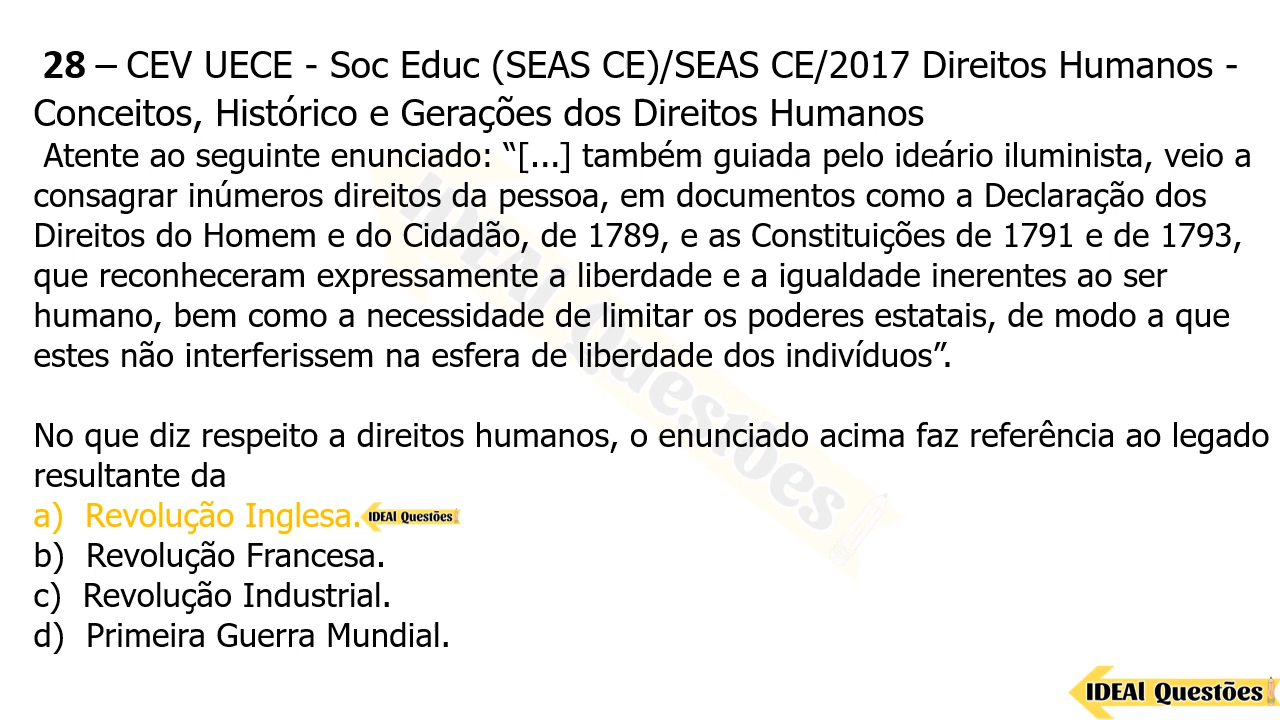 28 – CEV UECE - Soc Educ (SEAS CE)/SEAS CE/2017 Direitos Humanos -
Conceitos, Histórico e Gerações dos Direitos Humanos
Atente ao seguinte enunciado: “[...] também guiada pelo ideário iluminista, veio a
consagrar inúmeros direitos da pessoa, em documentos como a Declaração dos
Direitos do Homem e do Cidadão, de 1789, e as Constituições de 1791 e de 1793,
que reconheceram expressamente a liberdade e a igualdade inerentes ao ser
humano, bem como a necessidade de limitar os poderes estatais, de modo a que
estes não interferissem na esfera de liberdade dos indivíduos”.
IDEAl Questões
No que diz respeito a direitos humanos, o enunciado acima faz referência ao legado
resultante da
a) Revolução Inglesa. IDEAl Questões
b) Revolução Francesa.
c) Revolução Industrial.
d) Primeira Guerra Mundial.
IDEAl Questões